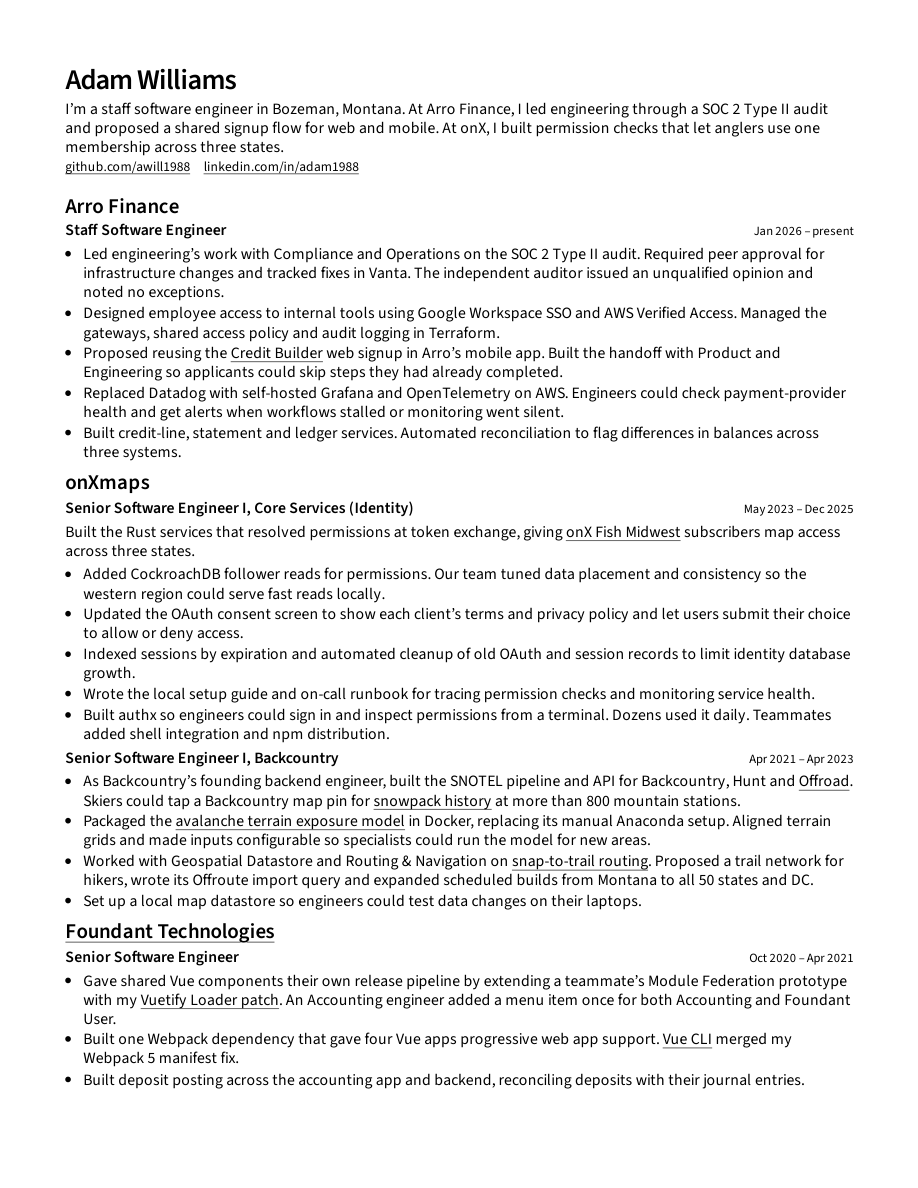 Adam Williams
I’m a staff software engineer in Bozeman, Montana. At Arro Finance, I led engineering through a SOC 2 Type II audit
and proposed a shared signup flow for web and mobile. At onX, I built permission checks that let anglers use one
membership across three states.
github.com/awill1988 linkedin.com/in/adam1988
Arro Finance
Staff Software Engineer Jan 2026 – present
• Led engineering’s work with Compliance and Operations on the SOC 2 Type II audit. Required peer approval for
infrastructure changes and tracked fixes in Vanta. The independent auditor issued an unqualified opinion and
noted no exceptions.
• Designed employee access to internal tools using Google Workspace SSO and AWS Verified Access. Managed the
gateways, shared access policy and audit logging in Terraform.
• Proposed reusing the Credit Builder web signup in Arro’s mobile app. Built the handoff with Product and
Engineering so applicants could skip steps they had already completed.
• Replaced Datadog with self-hosted Grafana and OpenTelemetry on AWS. Engineers could check payment-provider
health and get alerts when workflows stalled or monitoring went silent.
• Built credit-line, statement and ledger services. Automated reconciliation to flag differences in balances across
three systems.
onXmaps
Senior Software Engineer I, Core Services (Identity) May 2023 – Dec 2025
Built the Rust services that resolved permissions at token exchange, giving onX Fish Midwest subscribers map access
across three states.
• Added CockroachDB follower reads for permissions. Our team tuned data placement and consistency so the
western region could serve fast reads locally.
• Updated the OAuth consent screen to show each client’s terms and privacy policy and let users submit their choice
to allow or deny access.
• Indexed sessions by expiration and automated cleanup of old OAuth and session records to limit identity database
growth.
• Wrote the local setup guide and on-call runbook for tracing permission checks and monitoring service health.
• Built authx so engineers could sign in and inspect permissions from a terminal. Dozens used it daily. Teammates
added shell integration and npm distribution.
Senior Software Engineer I, Backcountry Apr 2021 – Apr 2023
• As Backcountry’s founding backend engineer, built the SNOTEL pipeline and API for Backcountry, Hunt and Offroad.
Skiers could tap a Backcountry map pin for snowpack history at more than 800 mountain stations.
• Packaged the avalanche terrain exposure model in Docker, replacing its manual Anaconda setup. Aligned terrain
grids and made inputs configurable so specialists could run the model for new areas.
• Worked with Geospatial Datastore and Routing & Navigation on snap-to-trail routing. Proposed a trail network for
hikers, wrote its Offroute import query and expanded scheduled builds from Montana to all 50 states and DC.
• Set up a local map datastore so engineers could test data changes on their laptops.
Foundant Technologies
Senior Software Engineer Oct 2020 – Apr 2021
• Gave shared Vue components their own release pipeline by extending a teammate’s Module Federation prototype
with my Vuetify Loader patch. An Accounting engineer added a menu item once for both Accounting and Foundant
User.
• Built one Webpack dependency that gave four Vue apps progressive web app support. Vue CLI merged my
Webpack 5 manifest fix.
• Built deposit posting across the accounting app and backend, reconciling deposits with their journal entries.